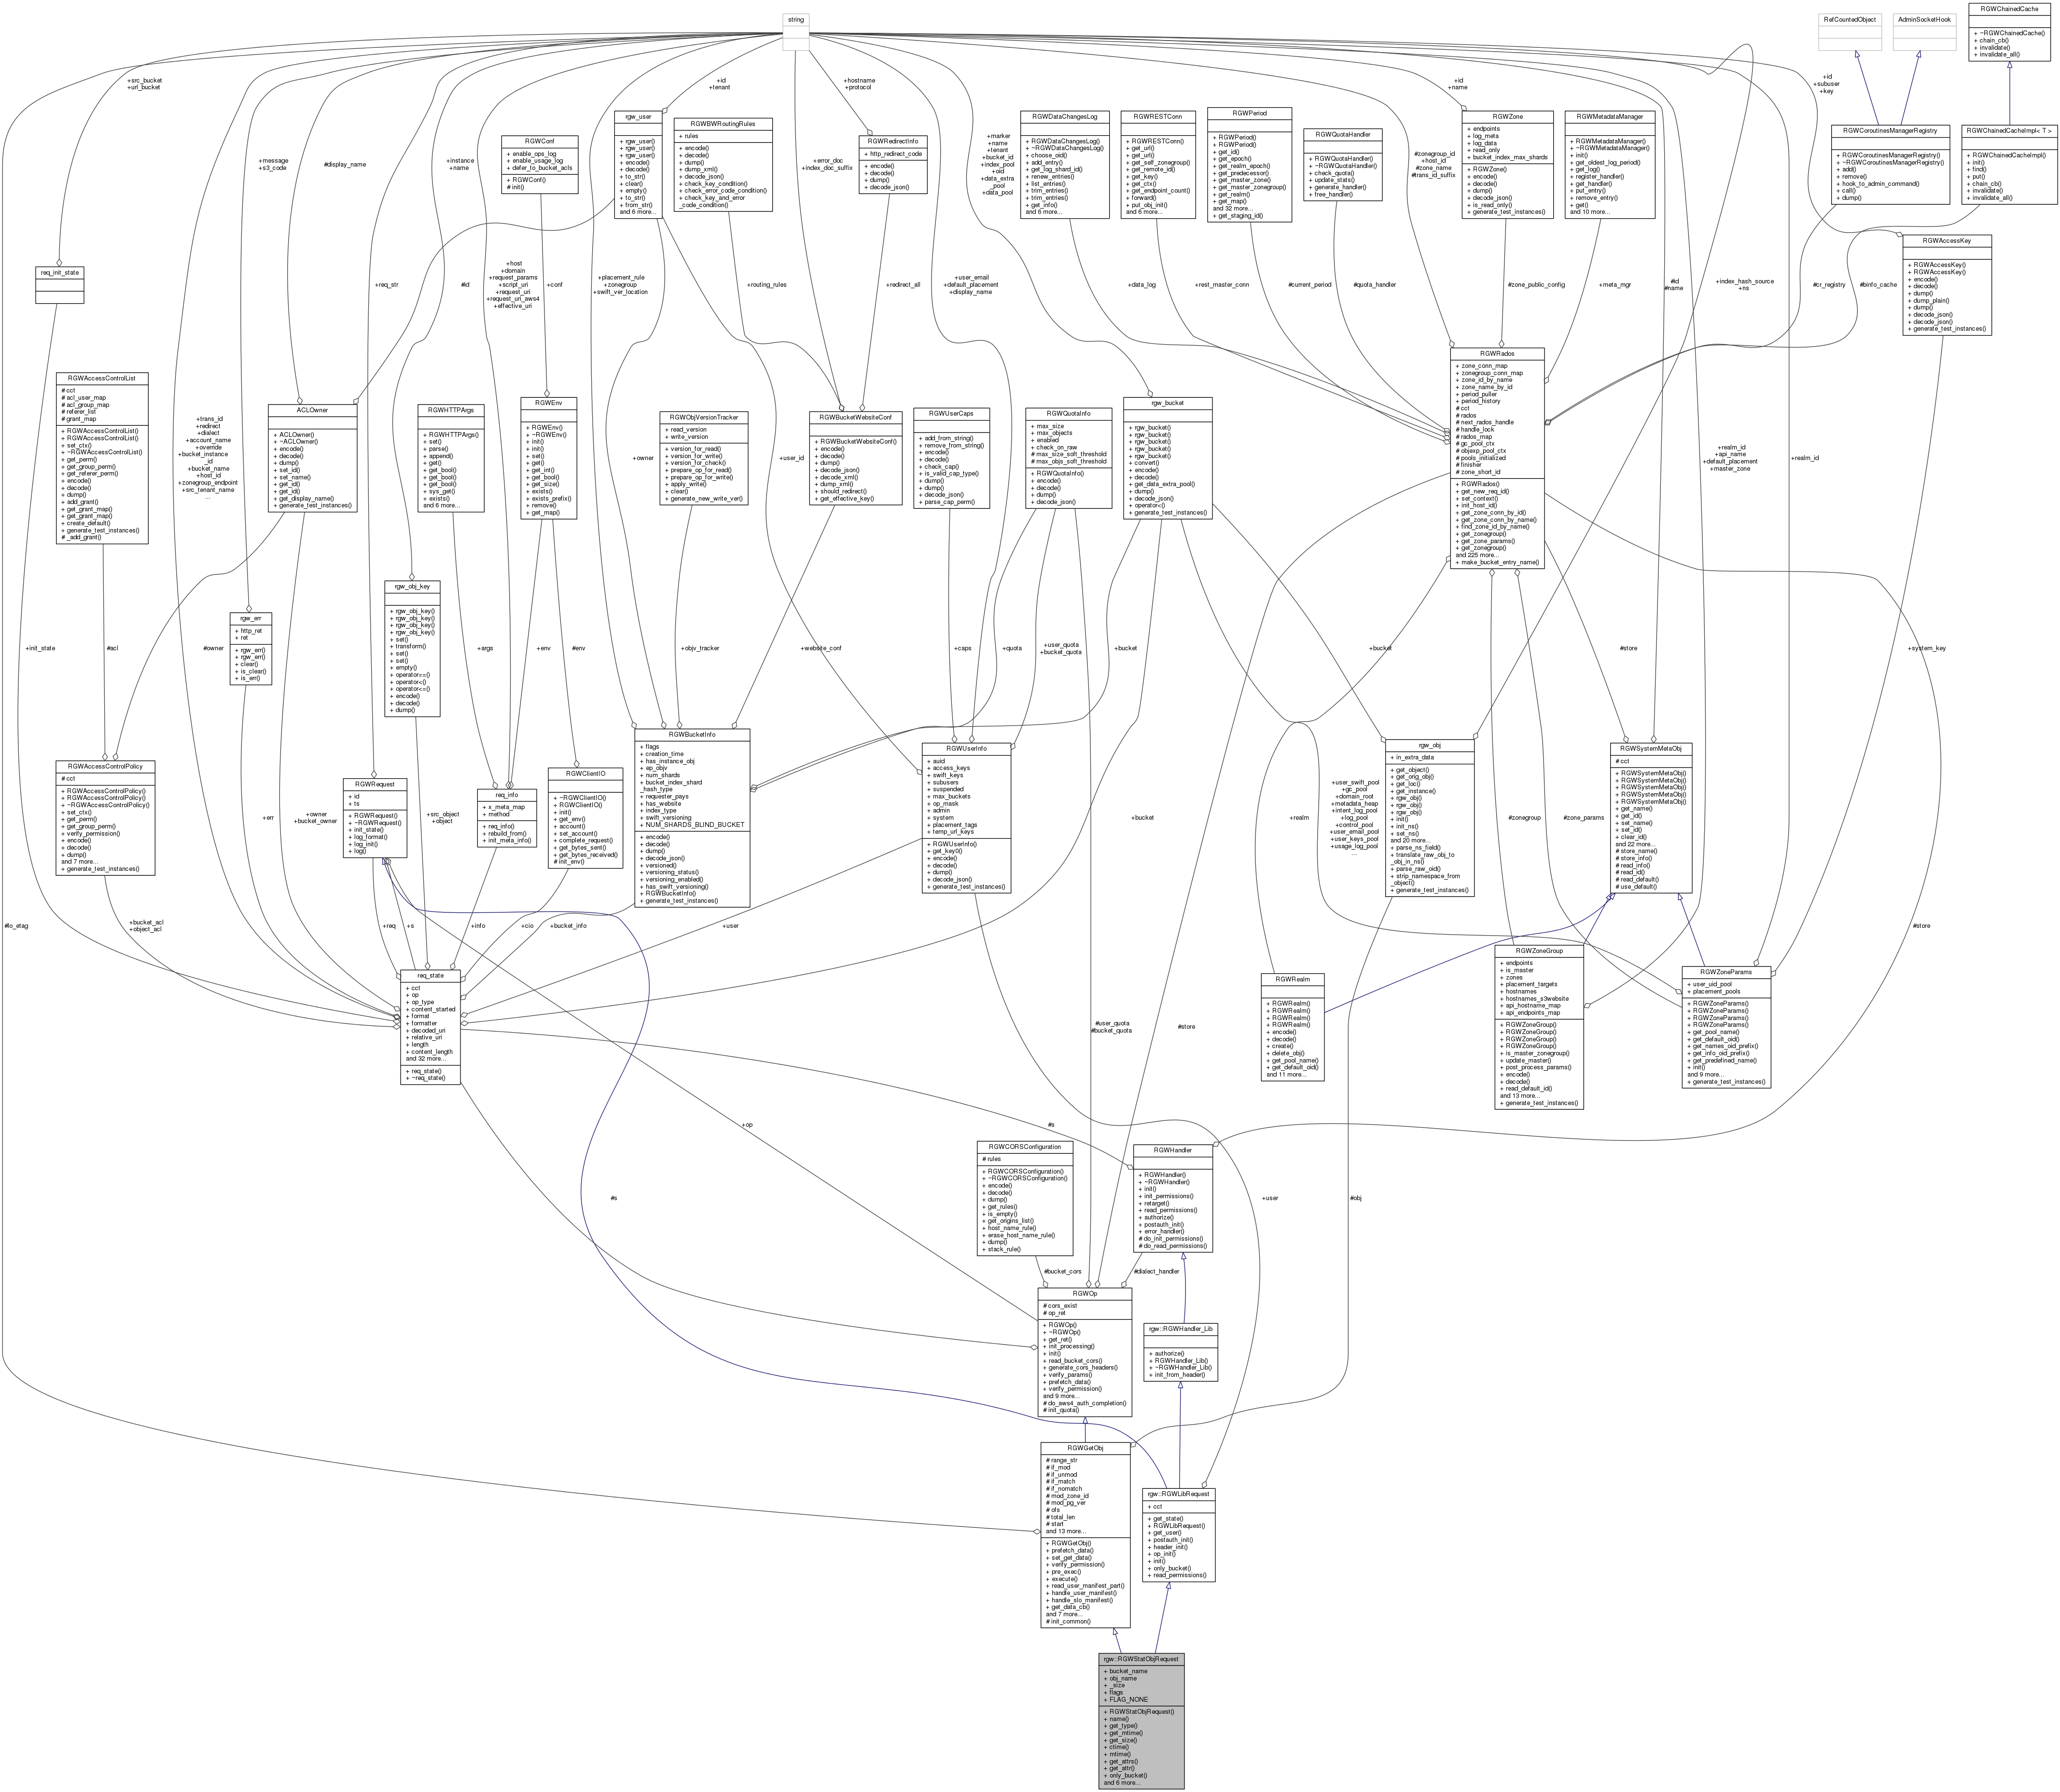 string
RefCountedObject
AdminSocketHook
RGWChainedCache
+ ~RGWChainedCache()
+ chain_cb()
+ invalidate()
+ invalidate_all()
+src_bucket
+url_bucket
+id
+tenant
+hostname
+protocol
+id
+name
+id
+subuser
+key
rgw_user
+ rgw_user()
+ rgw_user()
+ rgw_user()
+ encode()
+ decode()
+ to_str()
+ clear()
+ empty()
+ to_str()
+ from_str()
and 6 more...
RGWConf
+ enable_ops_log
+ enable_usage_log
+ defer_to_bucket_acls
+ RGWConf()
# init()
RGWBWRoutingRules
+ rules
+ encode()
+ decode()
+ dump()
+ dump_xml()
+ decode_json()
+ check_key_condition()
+ check_error_code_condition()
+ check_key_and_error
_code_condition()
RGWRedirectInfo
+ http_redirect_code
+ encode()
+ decode()
+ dump()
+ decode_json()
RGWDataChangesLog
+ RGWDataChangesLog()
+ ~RGWDataChangesLog()
+ choose_oid()
+ add_entry()
+ get_log_shard_id()
+ renew_entries()
+ list_entries()
+ trim_entries()
+ trim_entries()
+ get_info()
and 6 more...
RGWRESTConn
+ RGWRESTConn()
+ get_url()
+ get_url()
+ get_self_zonegroup()
+ get_remote_id()
+ get_key()
+ get_ctx()
+ get_endpoint_count()
+ forward()
+ put_obj_init()
and 6 more...
RGWPeriod
+ RGWPeriod()
+ RGWPeriod()
+ get_id()
+ get_epoch()
+ get_realm_epoch()
+ get_predecessor()
+ get_master_zone()
+ get_master_zonegroup()
+ get_realm()
+ get_map()
and 32 more...
+ get_staging_id()
RGWQuotaHandler
+ RGWQuotaHandler()
+ ~RGWQuotaHandler()
+ check_quota()
+ update_stats()
+ generate_handler()
+ free_handler()
RGWZone
+ endpoints
+ log_meta
+ log_data
+ read_only
+ bucket_index_max_shards
+ RGWZone()
+ encode()
+ decode()
+ dump()
+ decode_json()
+ is_read_only()
+ generate_test_instances()
RGWMetadataManager
+ RGWMetadataManager()
+ ~RGWMetadataManager()
+ init()
+ get_oldest_log_period()
+ get_log()
+ register_handler()
+ get_handler()
+ put_entry()
+ remove_entry()
+ get()
and 10 more...
RGWCoroutinesManagerRegistry
+ RGWCoroutinesManagerRegistry()
+ ~RGWCoroutinesManagerRegistry()
+ add()
+ remove()
+ hook_to_admin_command()
+ call()
+ dump()
RGWChainedCacheImpl< T >
+ RGWChainedCacheImpl()
+ init()
+ find()
+ put()
+ chain_cb()
+ invalidate()
+ invalidate_all()
+message
+s3_code
#display_name
+instance
+name
+error_doc
+index_doc_suffix
+marker
+name
+tenant
+bucket_id
+index_pool
+oid
+data_extra
_pool
+data_pool
#zonegroup_id
+host_id
#zone_name
#trans_id_suffix
RGWAccessKey
+ RGWAccessKey()
+ RGWAccessKey()
+ encode()
+ decode()
+ dump()
+ dump_plain()
+ dump()
+ decode_json()
+ decode_json()
+ generate_test_instances()
req_init_state
+req_str
#id
+host
+domain
+request_params
+script_uri
+request_uri
+request_uri_aws4
+effective_uri
+conf
+placement_rule
+zonegroup
+swift_ver_location
+routing_rules
+redirect_all
+user_email
+default_placement
+display_name
+data_log
+rest_master_conn
#current_period
#quota_handler
#zone_public_config
+meta_mgr
#id
#name
+index_hash_source
+ns
#cr_registry
#binfo_cache
RGWRados
+ zone_conn_map
+ zonegroup_conn_map
+ zone_id_by_name
+ zone_name_by_id
+ period_puller
+ period_history
# cct
# rados
# next_rados_handle
# handle_lock
# rados_map
# gc_pool_ctx
# objexp_pool_ctx
# pools_initialized
# finisher
# zone_short_id
+ RGWRados()
+ get_new_req_id()
+ set_context()
+ init_host_id()
+ get_zone_conn_by_id()
+ get_zone_conn_by_name()
+ find_zone_id_by_name()
+ get_zonegroup()
+ get_zone_params()
+ get_zonegroup()
and 225 more...
+ make_bucket_entry_name()
RGWAccessControlList
# cct
# acl_user_map
# acl_group_map
# referer_list
# grant_map
+ RGWAccessControlList()
+ RGWAccessControlList()
+ set_ctx()
+ ~RGWAccessControlList()
+ get_perm()
+ get_group_perm()
+ get_referer_perm()
+ encode()
+ decode()
+ dump()
+ add_grant()
+ get_grant_map()
+ get_grant_map()
+ create_default()
+ generate_test_instances()
# _add_grant()
+trans_id
+redirect
+dialect
+account_name
+override
+bucket_instance
_id
+bucket_name
+host_id
+zonegroup_endpoint
+src_tenant_name
...
ACLOwner
+ ACLOwner()
+ ~ACLOwner()
+ encode()
+ decode()
+ dump()
+ set_id()
+ set_name()
+ get_id()
+ get_id()
+ get_display_name()
+ generate_test_instances()
RGWHTTPArgs
+ RGWHTTPArgs()
+ set()
+ parse()
+ append()
+ get()
+ get_bool()
+ get_bool()
+ get_bool()
+ sys_get()
+ exists()
and 6 more...
RGWEnv
+ RGWEnv()
+ ~RGWEnv()
+ init()
+ init()
+ set()
+ get()
+ get_int()
+ get_bool()
+ get_size()
+ exists()
+ exists_prefix()
+ remove()
+ get_map()
RGWObjVersionTracker
+ read_version
+ write_version
+ version_for_read()
+ version_for_write()
+ version_for_check()
+ prepare_op_for_read()
+ prepare_op_for_write()
+ apply_write()
+ clear()
+ generate_new_write_ver()
+owner
+user_id
RGWBucketWebsiteConf
+ RGWBucketWebsiteConf()
+ encode()
+ decode()
+ dump()
+ decode_json()
+ decode_xml()
+ dump_xml()
+ should_redirect()
+ get_effective_key()
RGWUserCaps
+ add_from_string()
+ remove_from_string()
+ encode()
+ decode()
+ check_cap()
+ is_valid_cap_type()
+ dump()
+ dump()
+ decode_json()
+ parse_cap_perm()
RGWQuotaInfo
+ max_size
+ max_objects
+ enabled
+ check_on_raw
# max_size_soft_threshold
# max_objs_soft_threshold
+ RGWQuotaInfo()
+ encode()
+ decode()
+ dump()
+ decode_json()
rgw_bucket
+ rgw_bucket()
+ rgw_bucket()
+ rgw_bucket()
+ rgw_bucket()
+ rgw_bucket()
+ convert()
+ encode()
+ decode()
+ get_data_extra_pool()
+ dump()
+ decode_json()
+ operator<()
+ generate_test_instances()
+realm_id
+api_name
+default_placement
+master_zone
+realm_id
rgw_obj_key
+ rgw_obj_key()
+ rgw_obj_key()
+ rgw_obj_key()
+ rgw_obj_key()
+ set()
+ transform()
+ set()
+ set()
+ empty()
+ operator==()
+ operator<()
+ operator<=()
+ encode()
+ decode()
+ dump()
rgw_err
+ http_ret
+ ret
+ rgw_err()
+ rgw_err()
+ clear()
+ is_clear()
+ is_err()
+init_state
#acl
#owner
+args
+env
#env
+objv_tracker
+website_conf
+caps
+quota
+user_quota
+bucket_quota
+bucket
+bucket
#store
+system_key
RGWAccessControlPolicy
# cct
+ RGWAccessControlPolicy()
+ RGWAccessControlPolicy()
+ ~RGWAccessControlPolicy()
+ set_ctx()
+ get_perm()
+ get_group_perm()
+ verify_permission()
+ encode()
+ decode()
+ dump()
and 7 more...
+ generate_test_instances()
+err
+owner
+bucket_owner
RGWRequest
+ id
+ ts
+ RGWRequest()
+ ~RGWRequest()
+ init_state()
+ log_format()
+ log_init()
+ log()
+src_object
+object
req_info
+ x_meta_map
+ method
+ req_info()
+ rebuild_from()
+ init_meta_info()
RGWClientIO
+ ~RGWClientIO()
+ RGWClientIO()
+ init()
+ get_env()
+ account()
+ set_account()
+ complete_request()
+ get_bytes_sent()
+ get_bytes_received()
# init_env()
RGWBucketInfo
+ flags
+ creation_time
+ has_instance_obj
+ ep_objv
+ num_shards
+ bucket_index_shard
_hash_type
+ requester_pays
+ has_website
+ index_type
+ swift_versioning
+ NUM_SHARDS_BLIND_BUCKET
+ encode()
+ decode()
+ dump()
+ decode_json()
+ versioned()
+ versioning_status()
+ versioning_enabled()
+ has_swift_versioning()
+ RGWBucketInfo()
+ generate_test_instances()
RGWUserInfo
+ auid
+ access_keys
+ swift_keys
+ subusers
+ suspended
+ max_buckets
+ op_mask
+ admin
+ system
+ placement_tags
+ temp_url_keys
+ RGWUserInfo()
+ get_key0()
+ encode()
+ decode()
+ dump()
+ decode_json()
+ generate_test_instances()
+bucket
#realm
+user_swift_pool
+gc_pool
+domain_root
+metadata_heap
+intent_log_pool
+log_pool
+control_pool
+user_email_pool
+user_keys_pool
+usage_log_pool
...
rgw_obj
+ in_extra_data
+ get_object()
+ get_orig_obj()
+ get_loc()
+ get_instance()
+ rgw_obj()
+ rgw_obj()
+ rgw_obj()
+ init()
+ init_ns()
+ set_ns()
and 20 more...
+ parse_ns_field()
+ translate_raw_obj_to
_obj_in_ns()
+ parse_raw_oid()
+ strip_namespace_from
_object()
+ generate_test_instances()
#zonegroup
#zone_params
RGWSystemMetaObj
# cct
+ RGWSystemMetaObj()
+ RGWSystemMetaObj()
+ RGWSystemMetaObj()
+ RGWSystemMetaObj()
+ RGWSystemMetaObj()
+ get_name()
+ get_id()
+ set_name()
+ set_id()
+ clear_id()
and 22 more...
# store_name()
# store_info()
# read_info()
# read_id()
# read_default()
# use_default()
#lo_etag
+bucket_acl
+object_acl
+req
+s
+info
+cio
+bucket_info
+user
#store
req_state
+ cct
+ op
+ op_type
+ content_started
+ format
+ formatter
+ decoded_uri
+ relative_uri
+ length
+ content_length
and 32 more...
+ req_state()
+ ~req_state()
#user_quota
#bucket_quota
#store
RGWRealm
+ RGWRealm()
+ RGWRealm()
+ RGWRealm()
+ RGWRealm()
+ encode()
+ decode()
+ create()
+ delete_obj()
+ get_pool_name()
+ get_default_oid()
and 11 more...
RGWZoneGroup
+ endpoints
+ is_master
+ zones
+ placement_targets
+ hostnames
+ hostnames_s3website
+ api_hostname_map
+ api_endpoints_map
+ RGWZoneGroup()
+ RGWZoneGroup()
+ RGWZoneGroup()
+ RGWZoneGroup()
+ is_master_zonegroup()
+ update_master()
+ post_process_params()
+ encode()
+ decode()
+ read_default_id()
and 13 more...
+ generate_test_instances()
RGWZoneParams
+ user_uid_pool
+ placement_pools
+ RGWZoneParams()
+ RGWZoneParams()
+ RGWZoneParams()
+ RGWZoneParams()
+ get_pool_name()
+ get_default_oid()
+ get_names_oid_prefix()
+ get_info_oid_prefix()
+ get_predefined_name()
+ init()
and 9 more...
+ generate_test_instances()
+op
#s
#s
RGWCORSConfiguration
# rules
+ RGWCORSConfiguration()
+ ~RGWCORSConfiguration()
+ encode()
+ decode()
+ dump()
+ get_rules()
+ is_empty()
+ get_origins_list()
+ host_name_rule()
+ erase_host_name_rule()
+ dump()
+ stack_rule()
RGWHandler
+ RGWHandler()
+ ~RGWHandler()
+ init()
+ init_permissions()
+ retarget()
+ read_permissions()
+ authorize()
+ postauth_init()
+ error_handler()
# do_init_permissions()
# do_read_permissions()
+user
#obj
#bucket_cors
#dialect_handler
RGWOp
# cors_exist
# op_ret
+ RGWOp()
+ ~RGWOp()
+ get_ret()
+ init_processing()
+ init()
+ read_bucket_cors()
+ generate_cors_headers()
+ verify_params()
+ prefetch_data()
+ verify_permission()
and 9 more...
# do_aws4_auth_completion()
# init_quota()
rgw::RGWHandler_Lib
+ authorize()
+ RGWHandler_Lib()
+ ~RGWHandler_Lib()
+ init_from_header()
RGWGetObj
# range_str
# if_mod
# if_unmod
# if_match
# if_nomatch
# mod_zone_id
# mod_pg_ver
# ofs
# total_len
# start
and 13 more...
+ RGWGetObj()
+ prefetch_data()
+ set_get_data()
+ verify_permission()
+ pre_exec()
+ execute()
+ read_user_manifest_part()
+ handle_user_manifest()
+ handle_slo_manifest()
+ get_data_cb()
and 7 more...
# init_common()
rgw::RGWLibRequest
+ cct
+ get_state()
+ RGWLibRequest()
+ get_user()
+ postauth_init()
+ header_init()
+ op_init()
+ init()
+ only_bucket()
+ read_permissions()
rgw::RGWStatObjRequest
+ bucket_name
+ obj_name
+ _size
+ flags
+ FLAG_NONE
+ RGWStatObjRequest()
+ name()
+ get_type()
+ get_mtime()
+ get_size()
+ ctime()
+ mtime()
+ get_attrs()
+ get_attr()
+ only_bucket()
and 6 more...